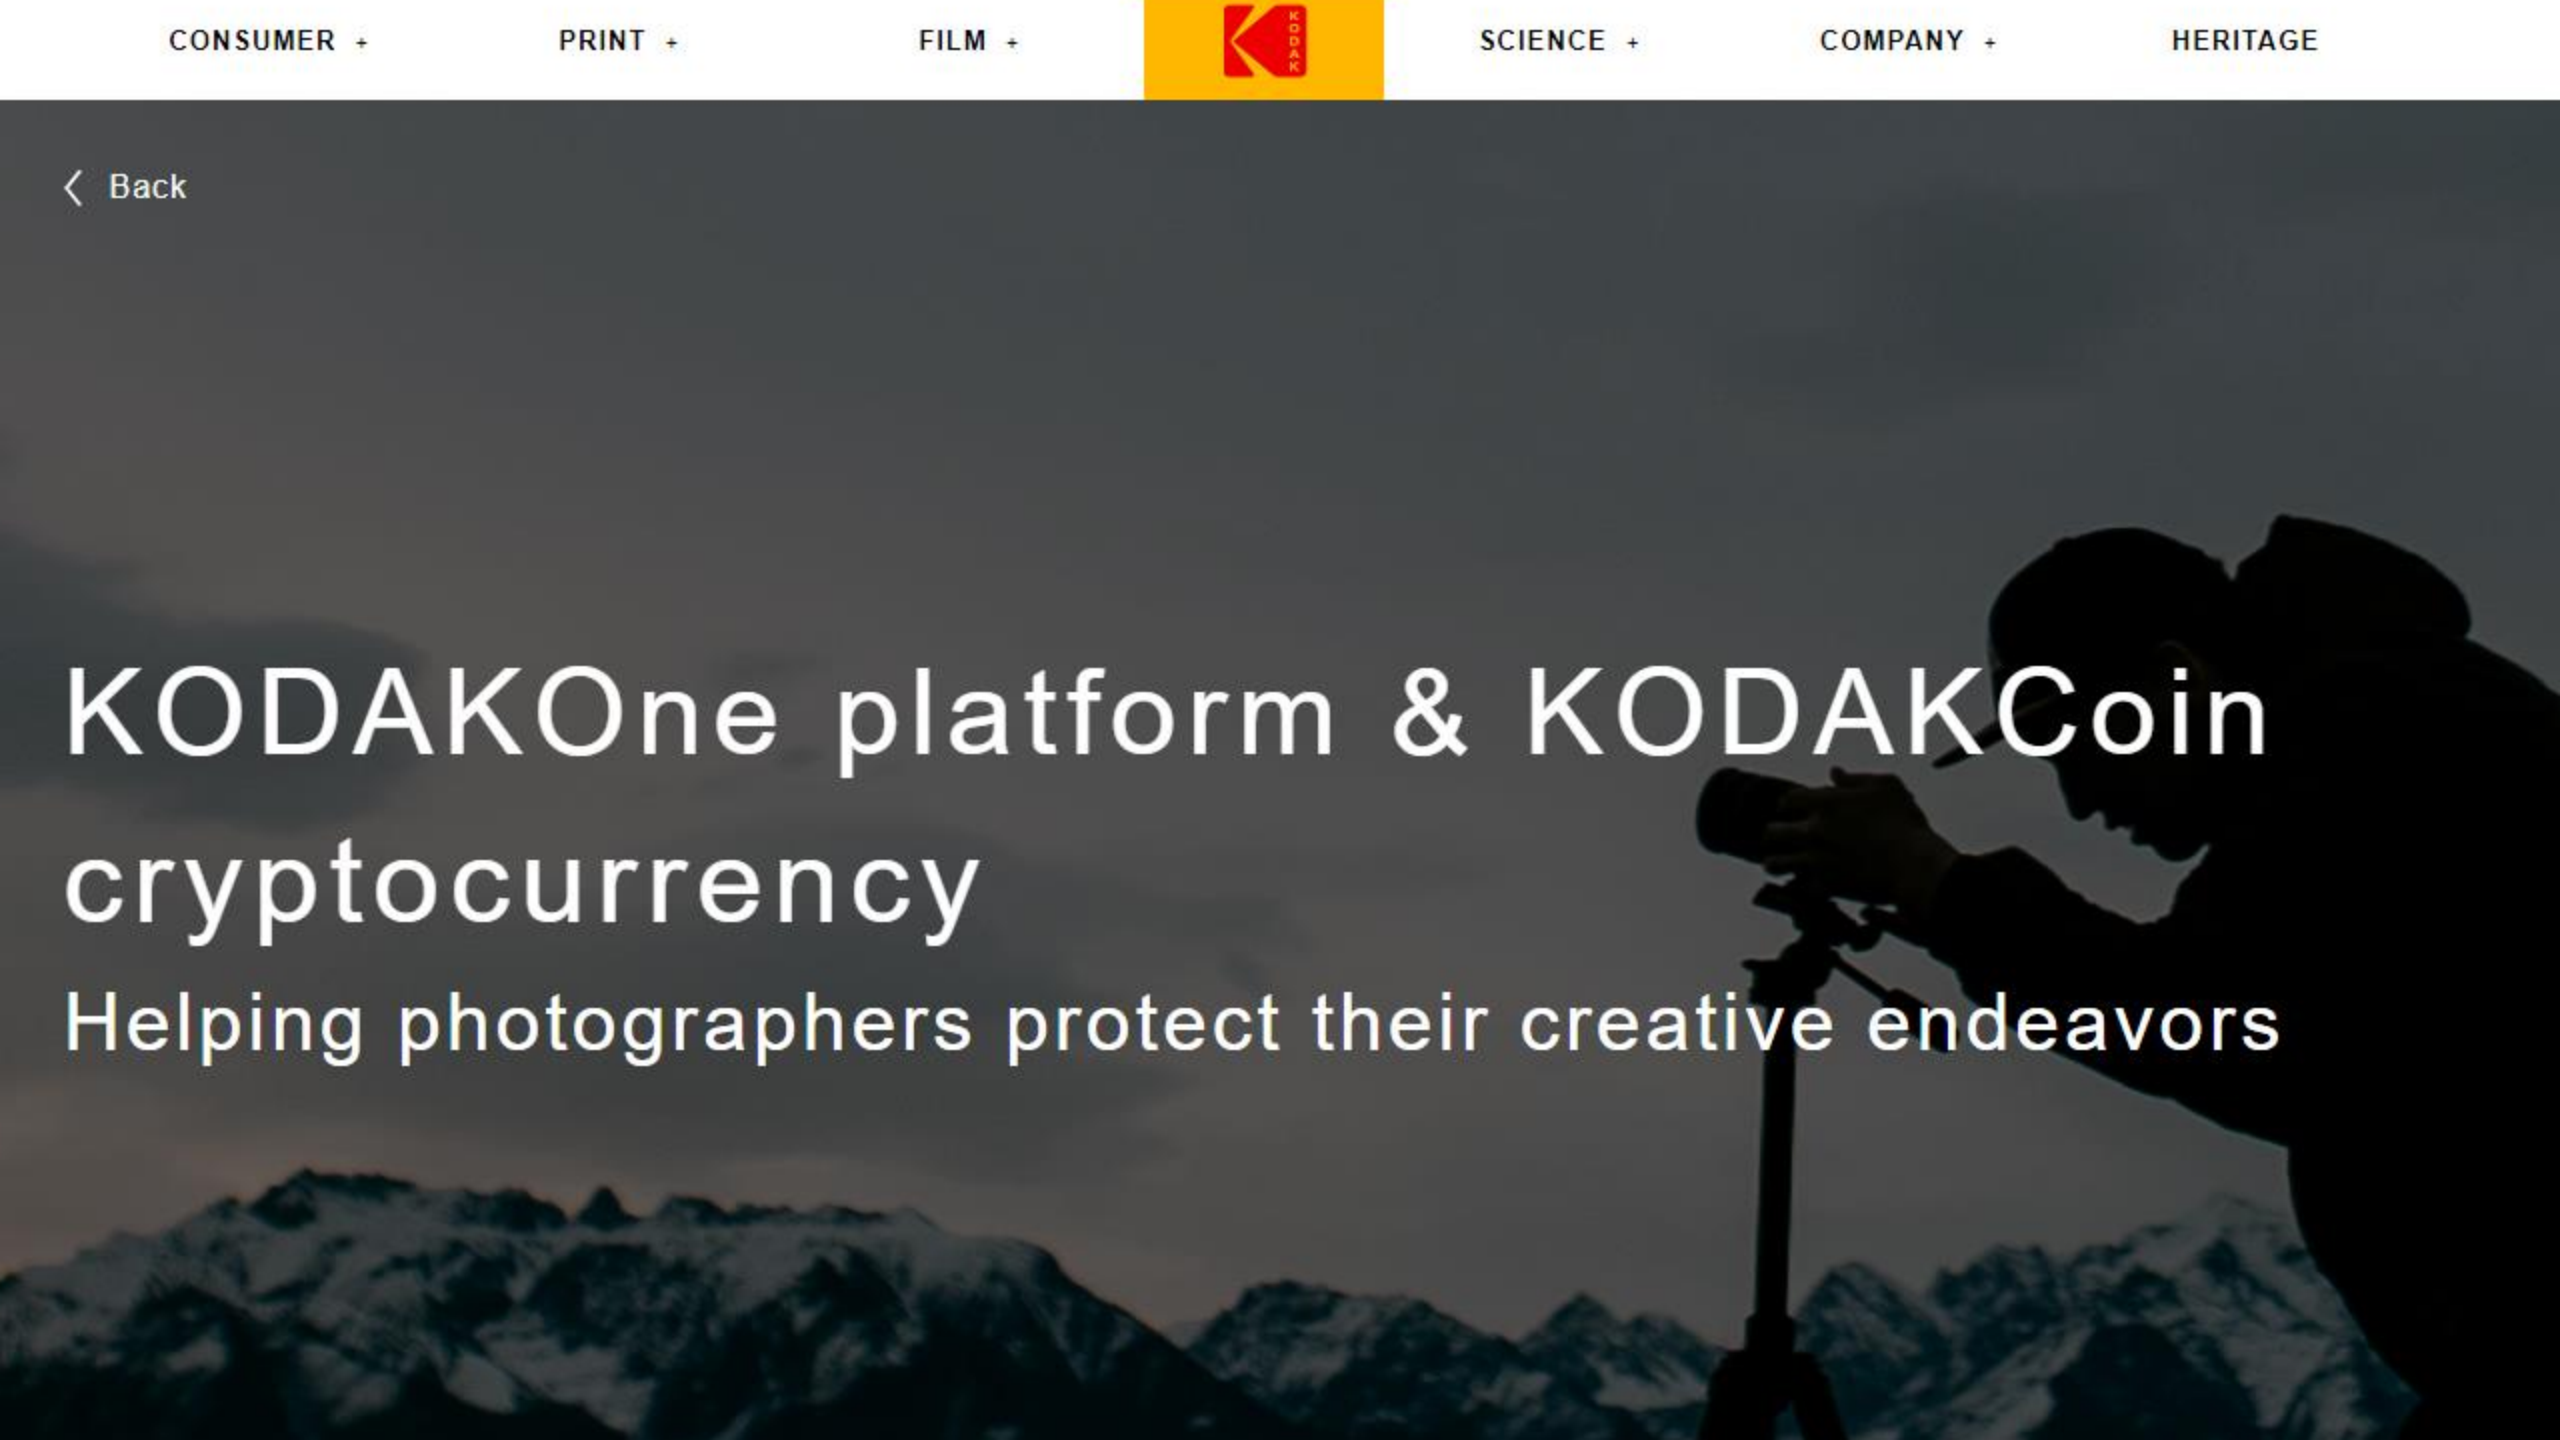 CONSUMER +
PRINT +
FILM +
KODAK
SCIENCE +
COMPANY +
HERITAGE
Back
KODAKOne platform & KODAKCoin
cryptocurrency
Helping photographers protect their creative endeavors